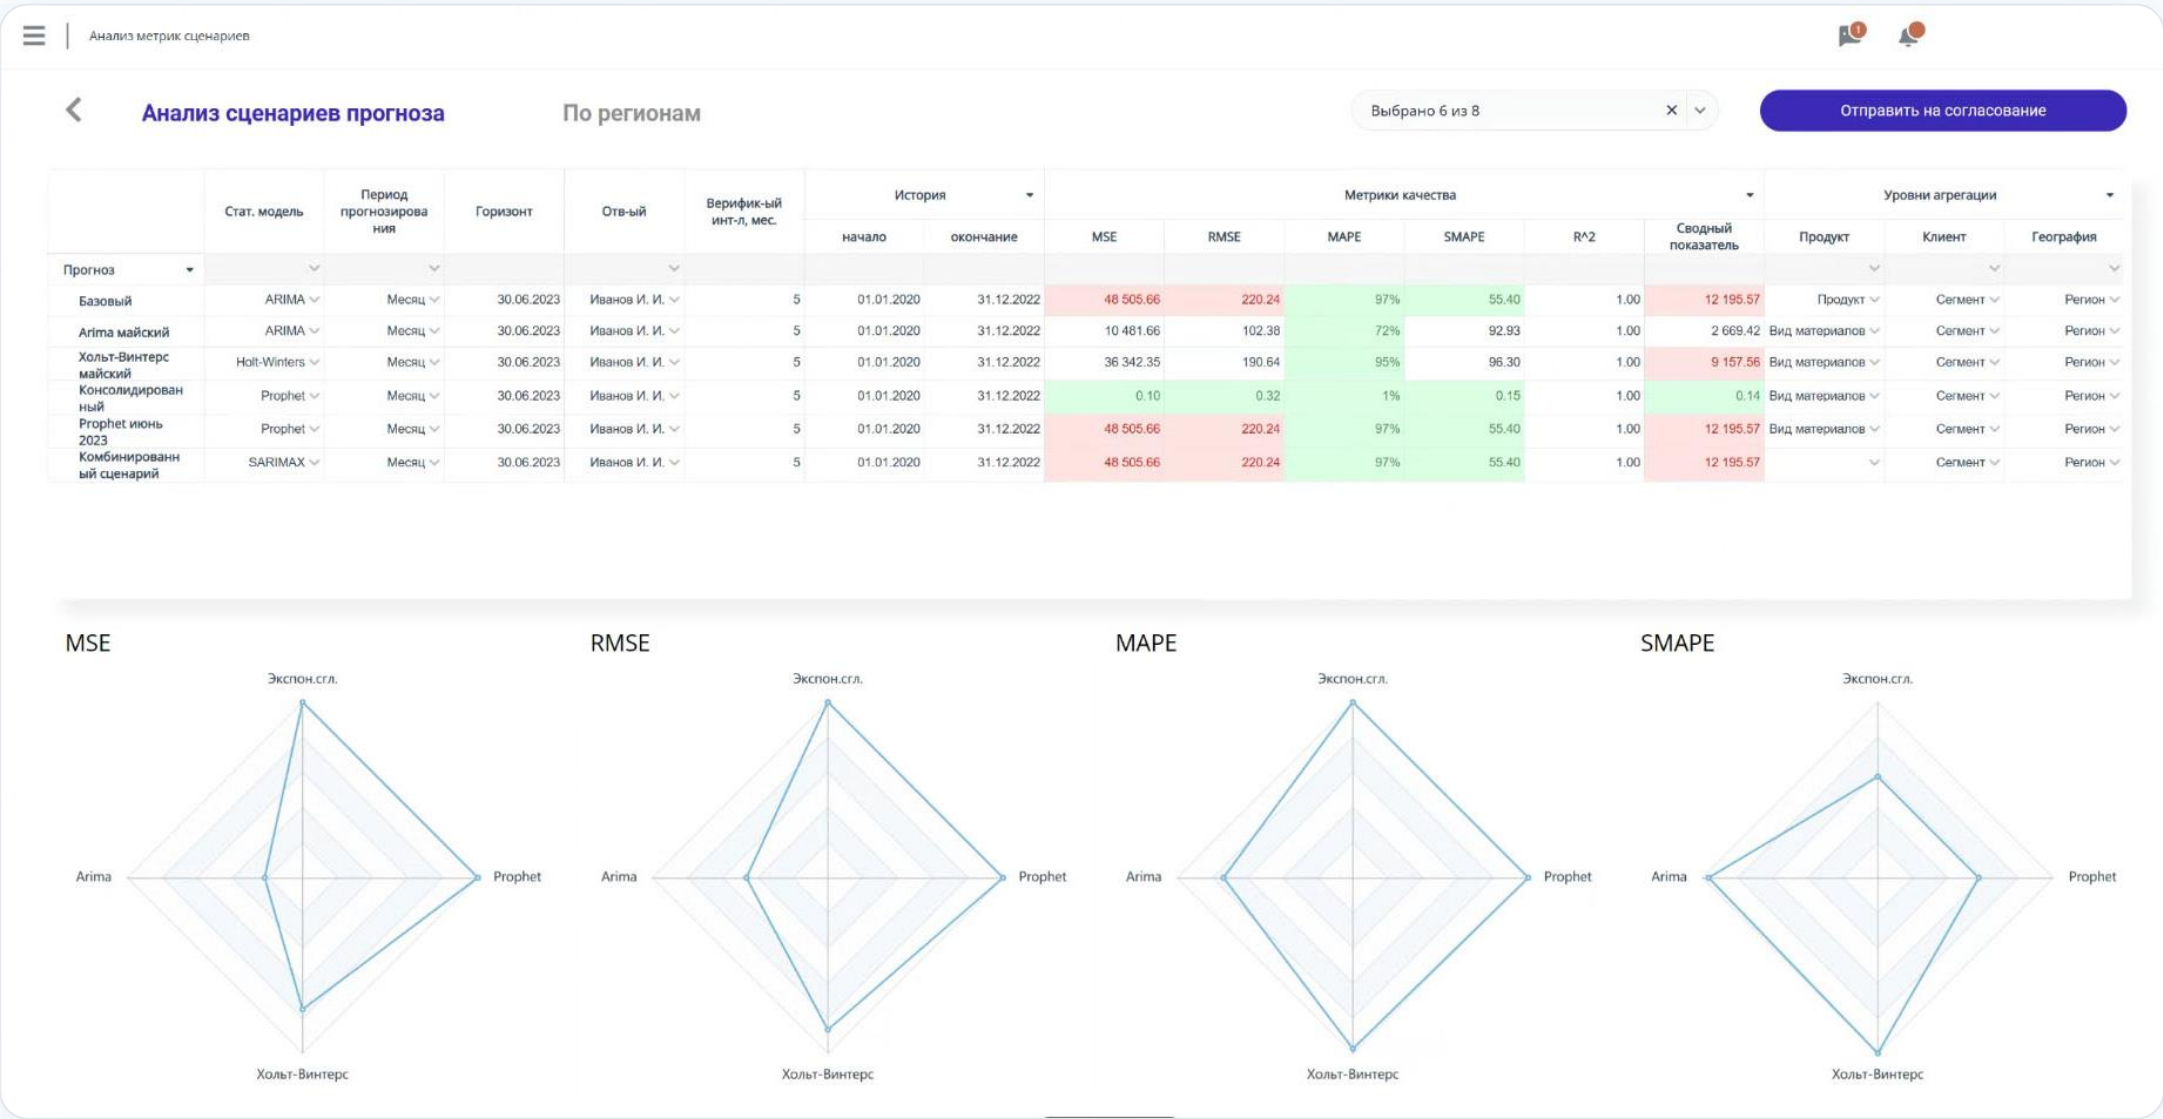 Анализ метрик сценариев
1
Анализ сценариев прогноза По регионам Выбрано 6 из 8 Отправить на согласование
Стат. модель Период прогнозирова ния Горизонт Отв-ый Верифик-ый инт-л, мес. История Метрики качества Уровни агрегации
начало окончание MSE RMSE MAPE SMAPE R^2 Сводный показатель Продукт Клиент География
Прогноз
Базовый ARIMA Месяц 30.06.2023 Иванов И. И. 5 01.01.2020 31.12.2022 48 505.66 220.24 97% 55.40 1.00 12 195.57 Продукт Сегмент Регион
Arima майский ARIMA Месяц 30.06.2023 Иванов И. И. 5 01.01.2020 31.12.2022 10 481.66 102.38 72% 92.93 1.00 2 669.42 Вид материалов Сегмент Регион
Хольт-Винтерс майский Holt-Winters Месяц 30.06.2023 Иванов И. И. 5 01.01.2020 31.12.2022 36 342.35 190.64 95% 96.30 1.00 9 157.56 Вид материалов Сегмент Регион
Консолидирован ный Prophet Месяц 30.06.2023 Иванов И. И. 5 01.01.2020 31.12.2022 0.10 0.32 1% 0.15 1.00 0.14 Вид материалов Сегмент Регион
Prophet июнь 2023 Prophet Месяц 30.06.2023 Иванов И. И. 5 01.01.2020 31.12.2022 48 505.66 220.24 97% 55.40 1.00 12 195.57 Вид материалов Сегмент Регион
Комбинированн ый сценарий SARIMAX Месяц 30.06.2023 Иванов И. И. 5 01.01.2020 31.12.2022 48 505.66 220.24 97% 55.40 1.00 12 195.57 Сегмент Регион
MSE RMSE MAPE SMAPE
Экспон.сгл. Экспон.сгл. Экспон.сгл. Экспон.сгл.
Arima Prophet Arima Prophet Arima Prophet Arima Prophet
Хольт-Винтерс Хольт-Винтерс Хольт-Винтерс Хольт-Винтерс